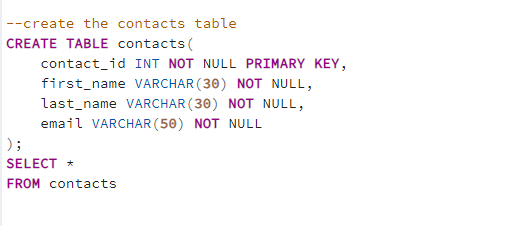 --create the contacts table
CREATE TABLE contacts(
    contact_id INT NOT NULL PRIMARY KEY,
    first_name VARCHAR(30) NOT NULL,
    last_name VARCHAR(30) NOT NULL,
    email VARCHAR(50) NOT NULL
);
SELECT *
FROM contacts